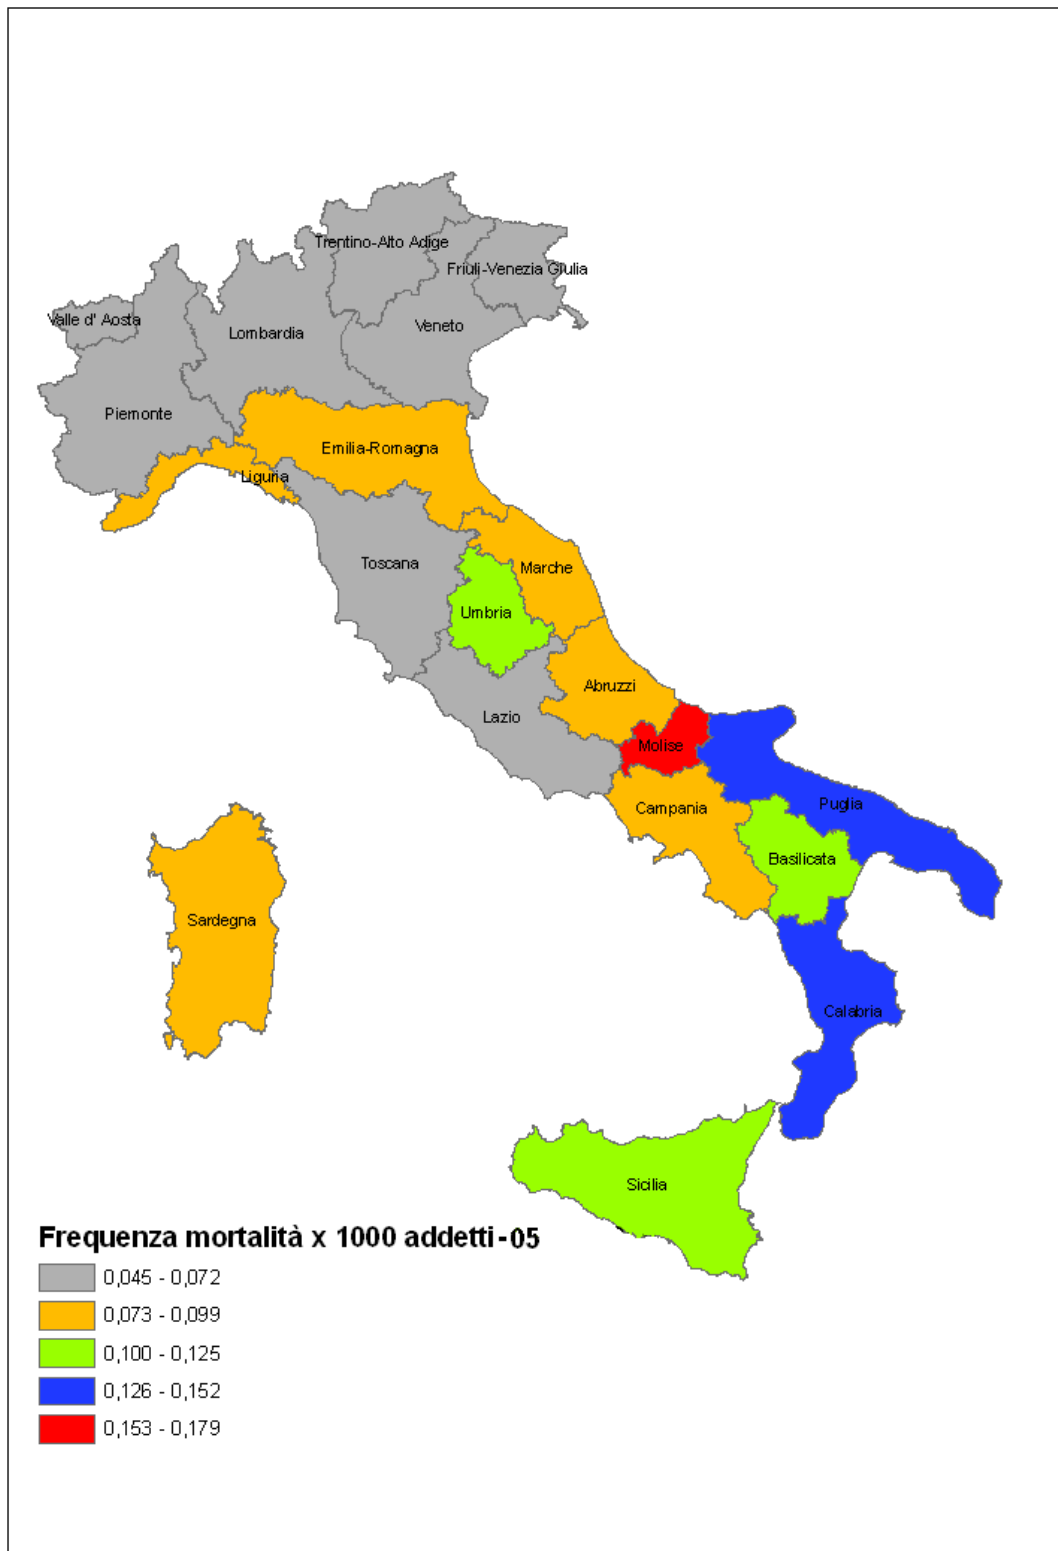 Trentino-Alto Adige
Friuli-Venezia Giulia
Valle d' Aosta
Lombardia
Veneto
Piemonte
Emilia-Romagna
Liguria
Toscana
Marche
Umbria
Abruzzi
Lazio
Molise
Campania
Puglia
Basilicata
Sardegna
Calabria
Sicilia
Frequenza mortalità x 1000 addetti-05
0,045 - 0,072
0,073 - 0,099
0,100 - 0,125
0,126 - 0,152
0,153 - 0,179